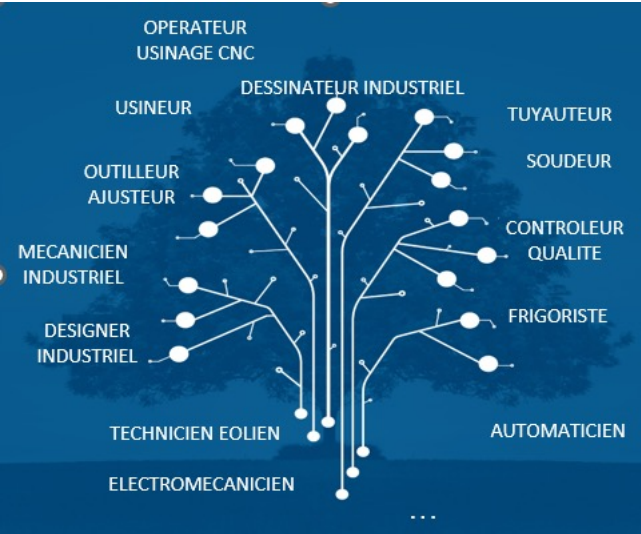 OPERATEUR
USINAGE CNC
DESSINATEUR INDUSTRIEL
USINEUR
TUYAUTEUR
SOUDEUR
OUTILLEUR
AJUSTEUR
CONTROLEUR
QUALITE
MECANICIEN
INDUSTRIEL
FRIGORISTE
DESIGNER
INDUSTRIEL
TECHNICIEN EOLIEN
AUTOMATICIEN
ELECTROMECANICIEN
...